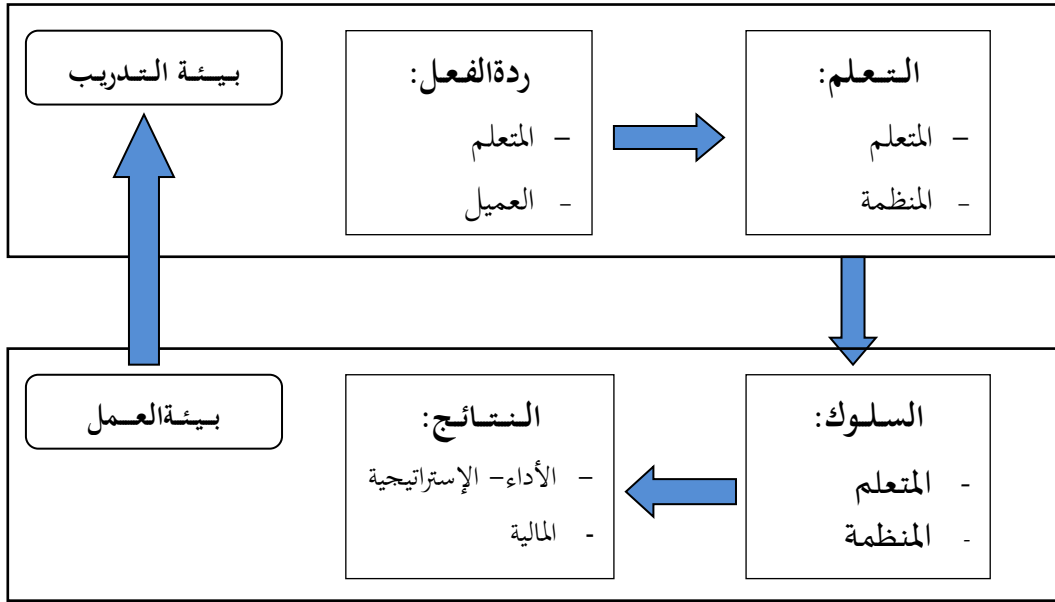 بيئة التدريب
ردةالفعل:
– المتعلم
- العميل
التعلم:
– المتعلم
- المنظمة
بيئةالعمل
النتائج:
– الأداء– الإستراتيجية
- المالية
السلوك:
- المتعلم
- المنظمة